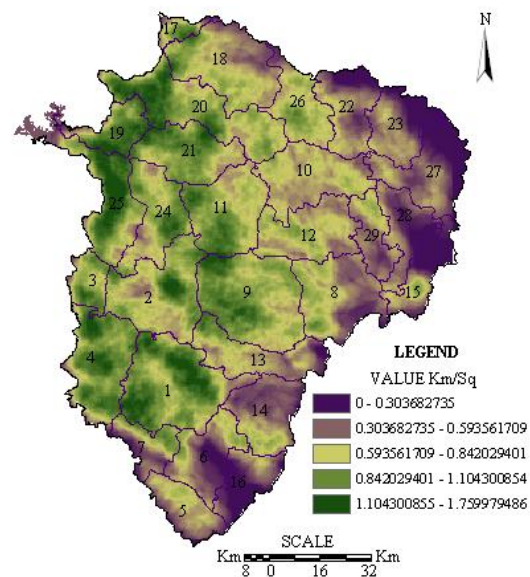 N
17
18
26
22
23
20
19
21
10
27
25
24
11
28
12
29
3
2
9
8
15
4
13
1
14
7
6
16
5
LEGEND
VALUE Km/Sq
0 - 0.303682735
0.303682735 - 0.593561709
0.593561709 - 0.842029401
0.842029401 - 1.104300854
1.104300855 - 1.759979486
SCALE
Km Km
8 0 16 32